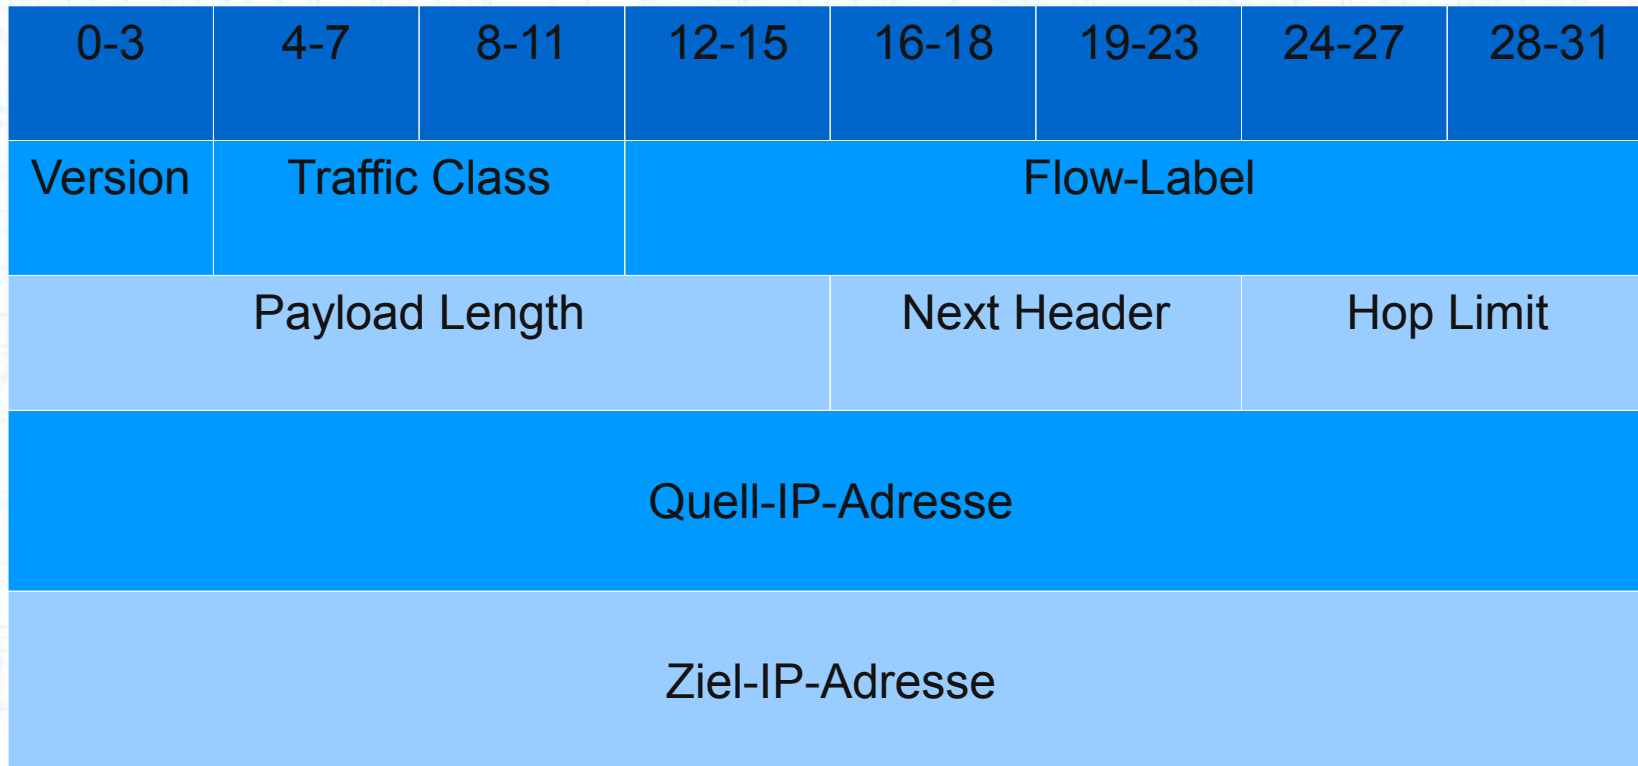 0-3 4-7 8-11 12-15 16-18 19-23 24-27 28-31
Version Traffic Class Flow-Label
Payload Length Next Header Hop Limit
Quell-IP-Adresse
Ziel-IP-Adresse